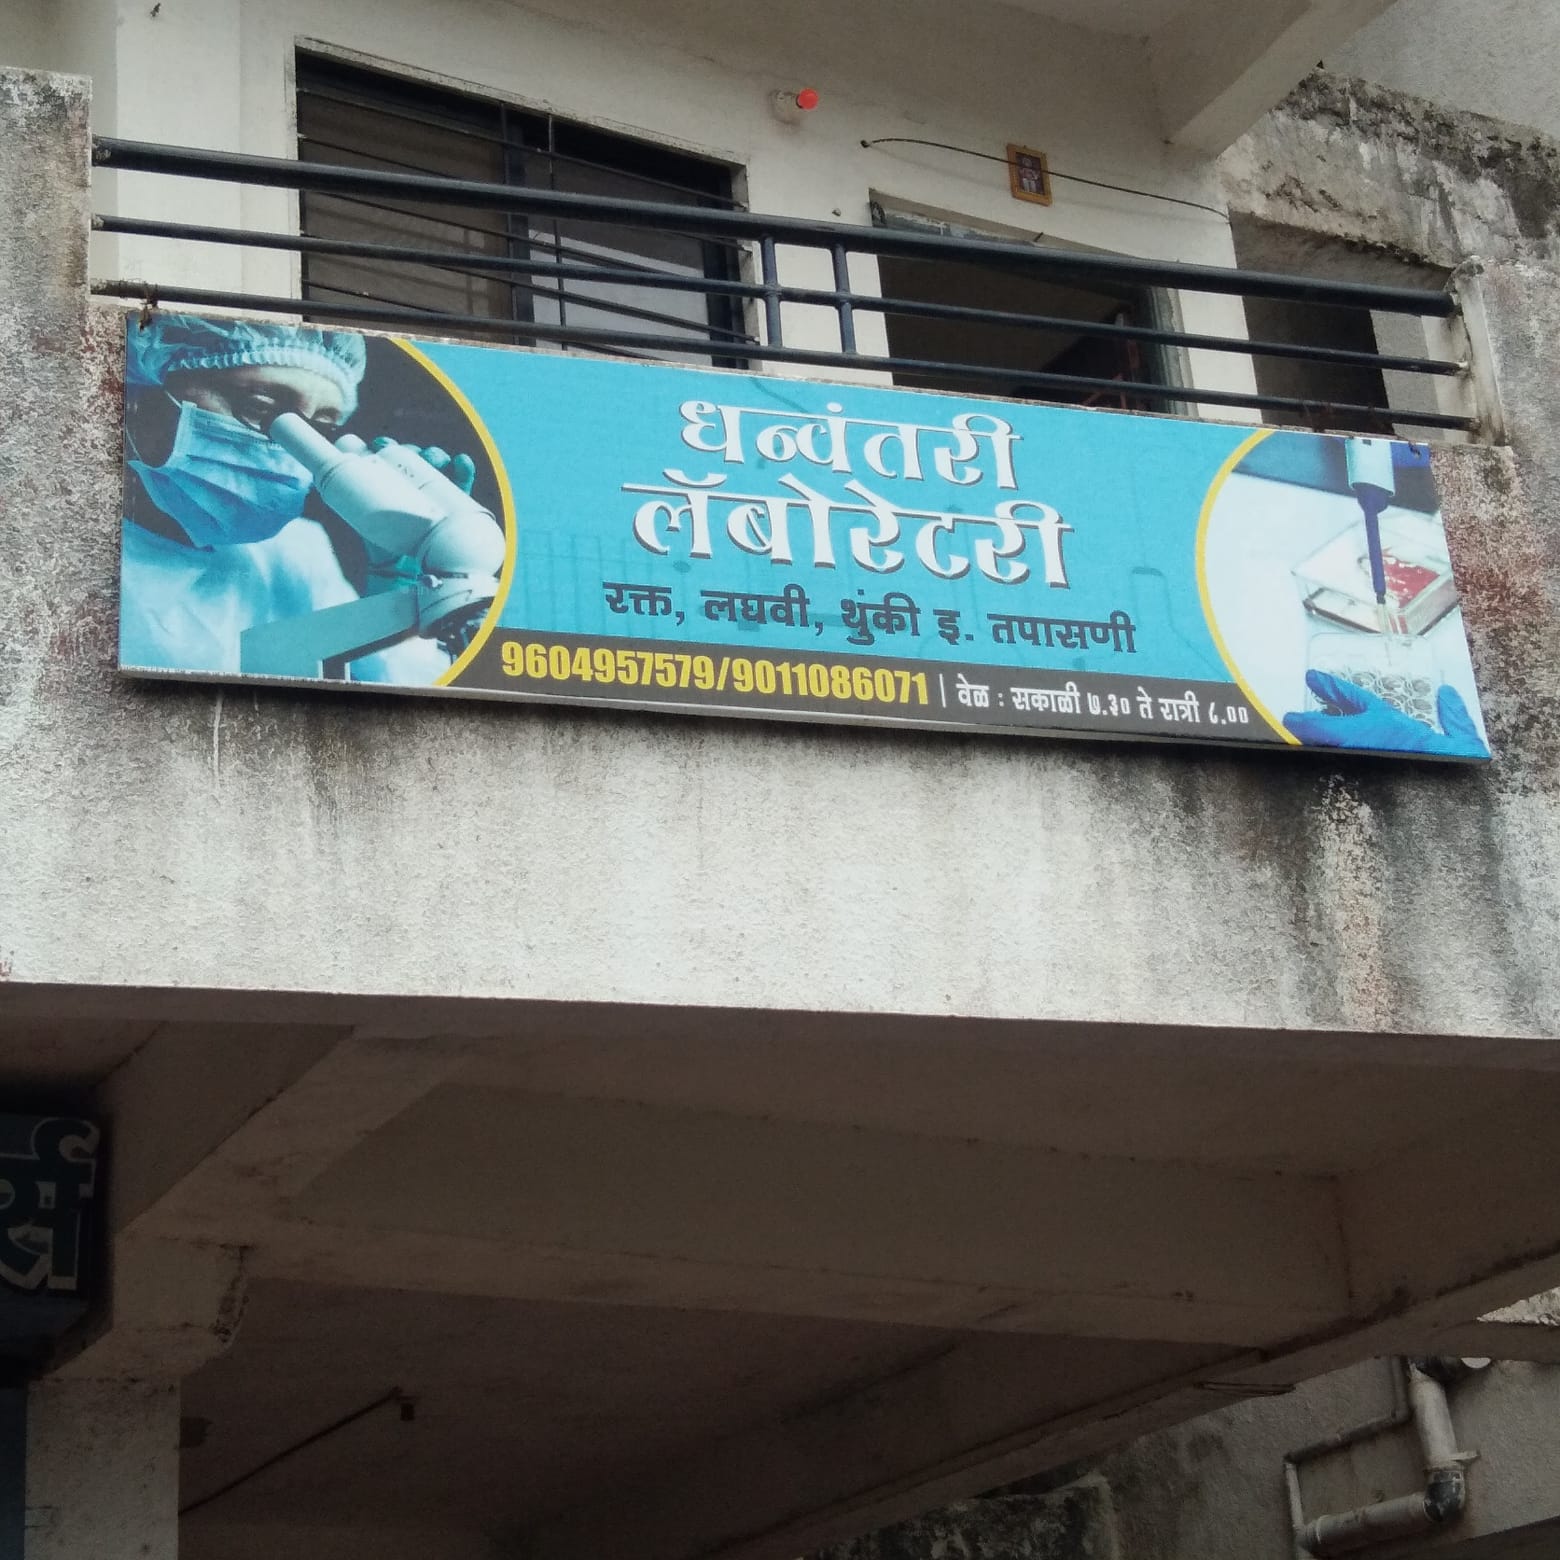 धन्वंतरी
लॅबोरेटरी
रक्त, लघवी, थुंकी इ. तपासणी
9604957579/9011086071 | वेळ : सकाळी ७.३० ते रात्री ८.००